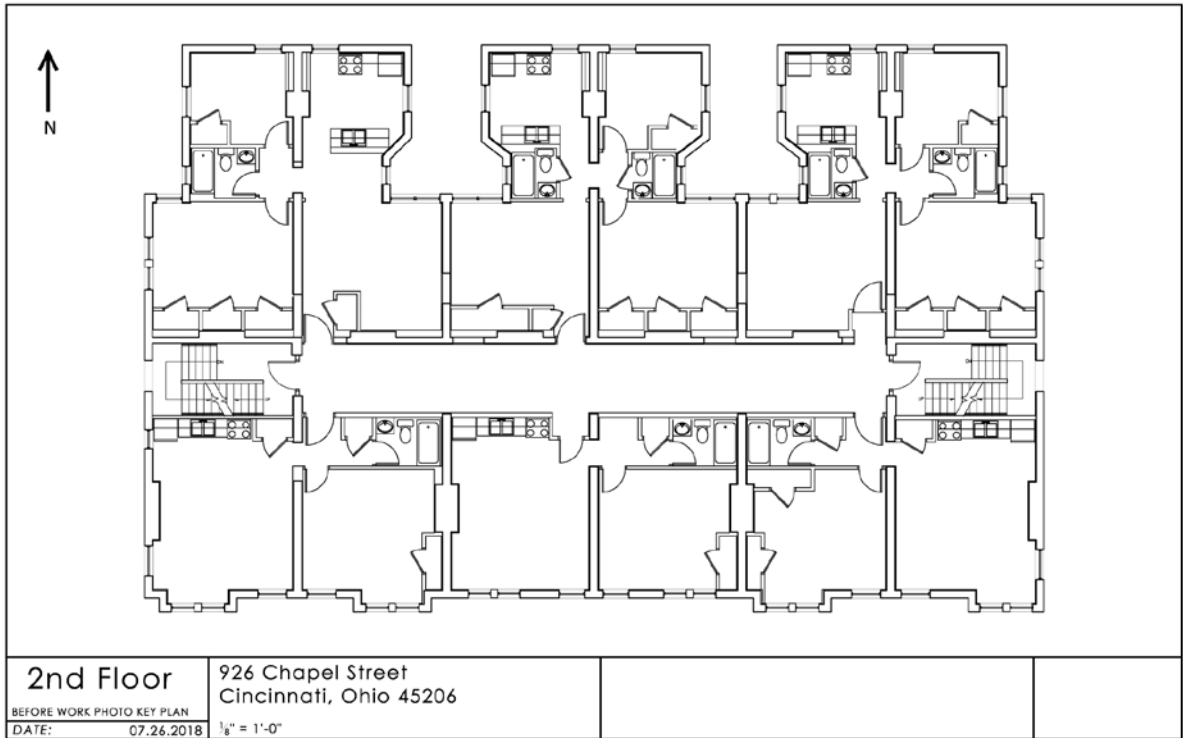 N
2nd Floor
BEFORE WORK PHOTO KEY PLAN
DATE: 07.26.2018
926 Chapel Street
Cincinnati, Ohio 45206
⅛" = 1'-0"